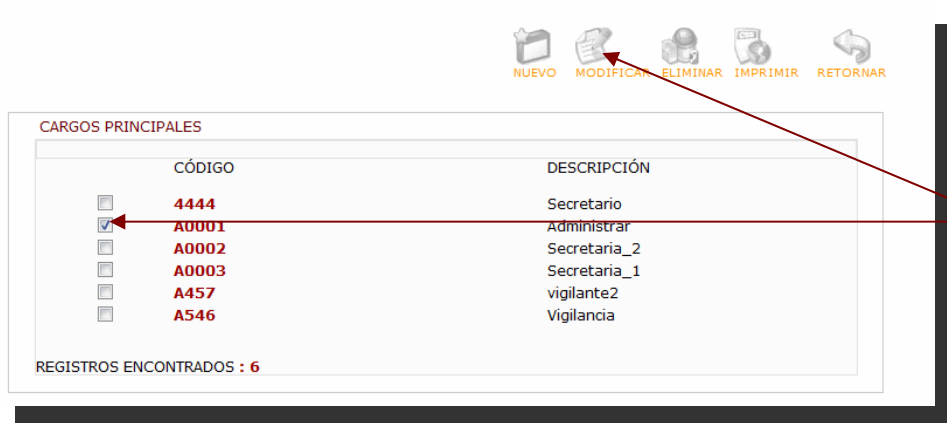 NUEVO MODIFICAR ELIMINAR IMPRIMIR RETORNAR
CARGOS PRINCIPALES
CÓDIGO DESCRIPCIÓN
4444 Secretario
A0001 Administrar
A0002 Secretaria_2
A0003 Secretaria_1
A457 vigilante2
A546 Vigilancia
REGISTROS ENCONTRADOS : 6